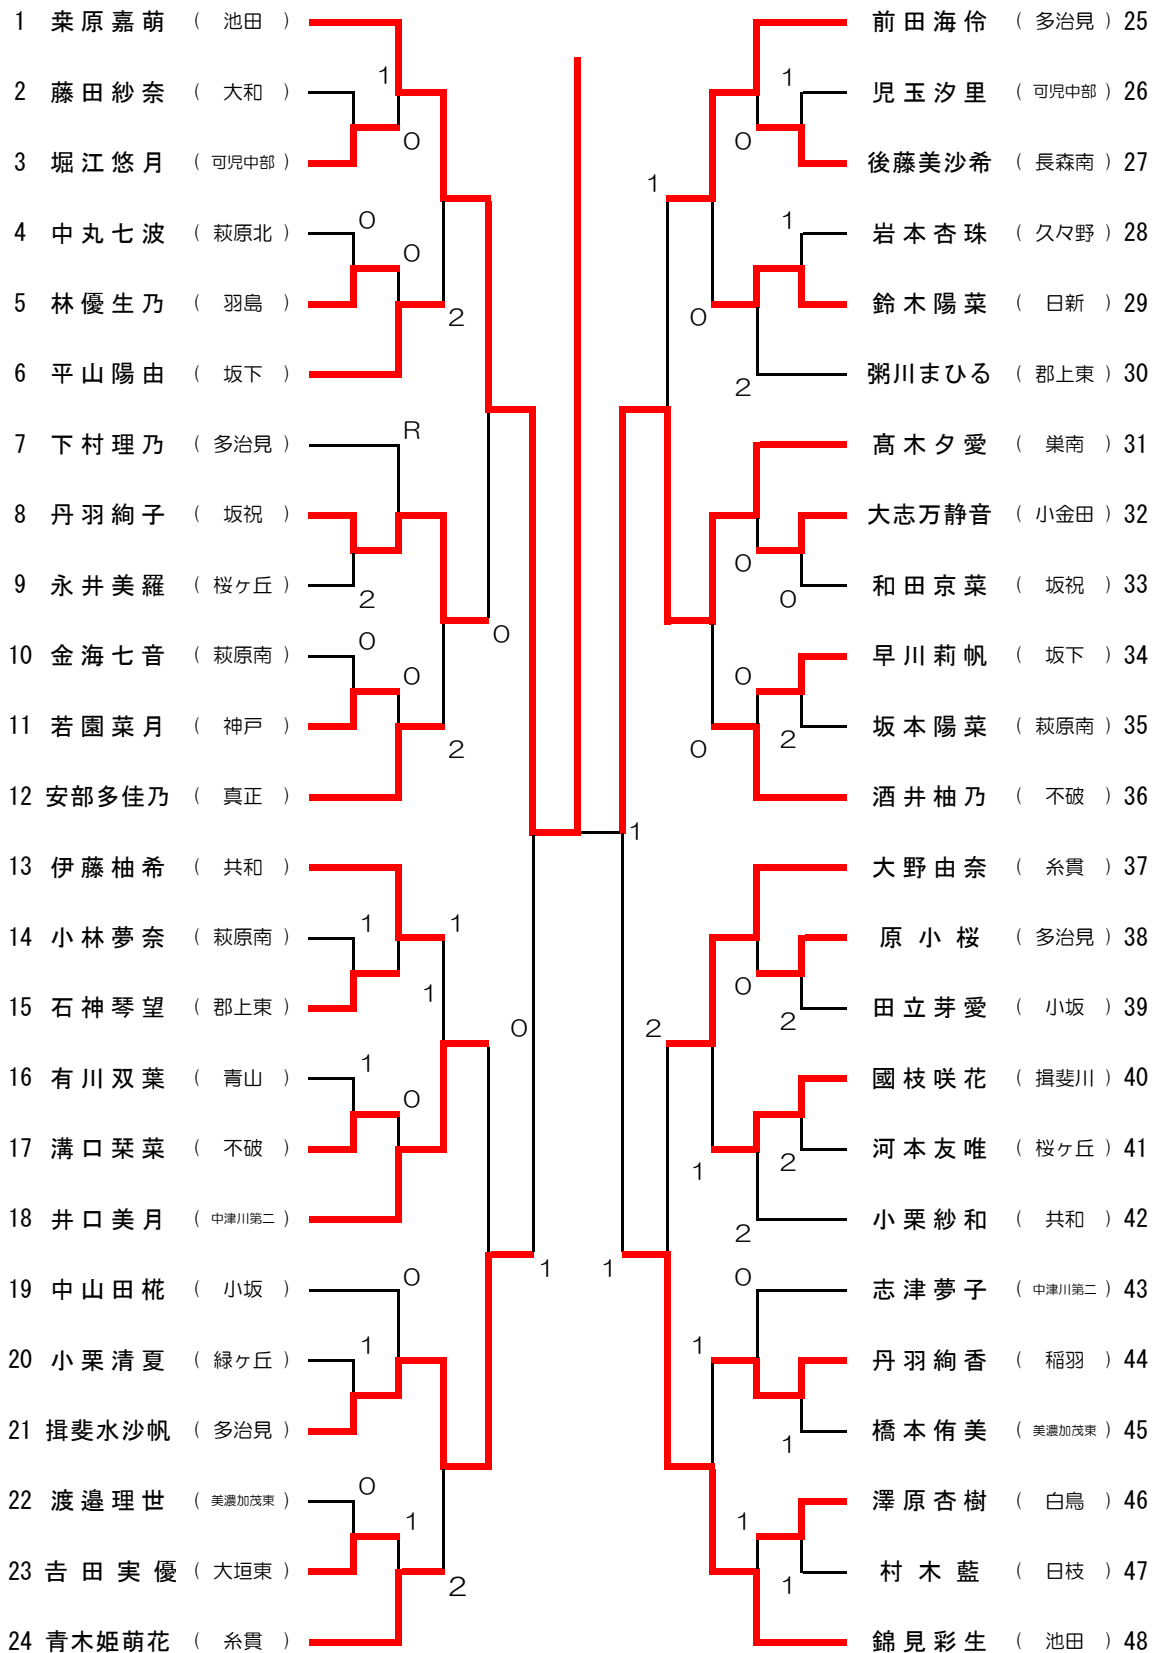 1 桒原嘉萌 ( 池田 )
2 藤田紗奈 ( 大和 )
3 堀江悠月 ( 可児中部 )
4 中丸七波 ( 萩原北 )
5 林優生乃 ( 羽島 )
6 平山陽由 ( 坂下 )
7 下村理乃 ( 多治見 )
8 丹羽絢子 ( 坂祝 )
9 永井美羅 ( 桜ヶ丘 )
10 金海七音 ( 萩原南 )
11 若園菜月 ( 神戸 )
12 安部多佳乃 ( 真正 )
13 伊藤柚希 ( 共和 )
14 小林夢奈 ( 萩原南 )
15 石神琴望 ( 郡上東 )
16 有川双葉 ( 青山 )
17 溝口栞菜 ( 不破 )
18 井口美月 ( 中津川第二 )
19 中山田椛 ( 小坂 )
20 小栗清夏 ( 緑ヶ丘 )
21 揖斐水沙帆 ( 多治見 )
22 渡邉理世 ( 美濃加茂東 )
23 吉田実優 ( 大垣東 )
24 青木姫萌花 ( 糸貫 )
1
0
0
0
2
R
2
0
0
2
0
1
1
1
1
0
0
0
1
0
1
2
1
1
1
0
1
1
0
2
0
0
0
2
0
1
0
2
2
2
1
2
1
0
1
1
1
1
前田海伶 ( 多治見 ) 25
児玉汐里 ( 可児中部 ) 26
後藤美沙希 ( 長森南 ) 27
岩本杏珠 ( 久々野 ) 28
鈴木陽菜 ( 日新 ) 29
粥川まひる ( 郡上東 ) 30
髙木夕愛 ( 巣南 ) 31
大志万静音 ( 小金田 ) 32
和田京菜 ( 坂祝 ) 33
早川莉帆 ( 坂下 ) 34
坂本陽菜 ( 萩原南 ) 35
酒井柚乃 ( 不破 ) 36
大野由奈 ( 糸貫 ) 37
原小桜 ( 多治見 ) 38
田立芽愛 ( 小坂 ) 39
國枝咲花 ( 揖斐川 ) 40
河本友唯 ( 桜ヶ丘 ) 41
小栗紗和 ( 共和 ) 42
志津夢子 ( 中津川第二 ) 43
丹羽絢香 ( 稲羽 ) 44
橋本侑美 ( 美濃加茂東 ) 45
澤原杏樹 ( 白鳥 ) 46
村木藍 ( 日枝 ) 47
錦見彩生 ( 池田 ) 48